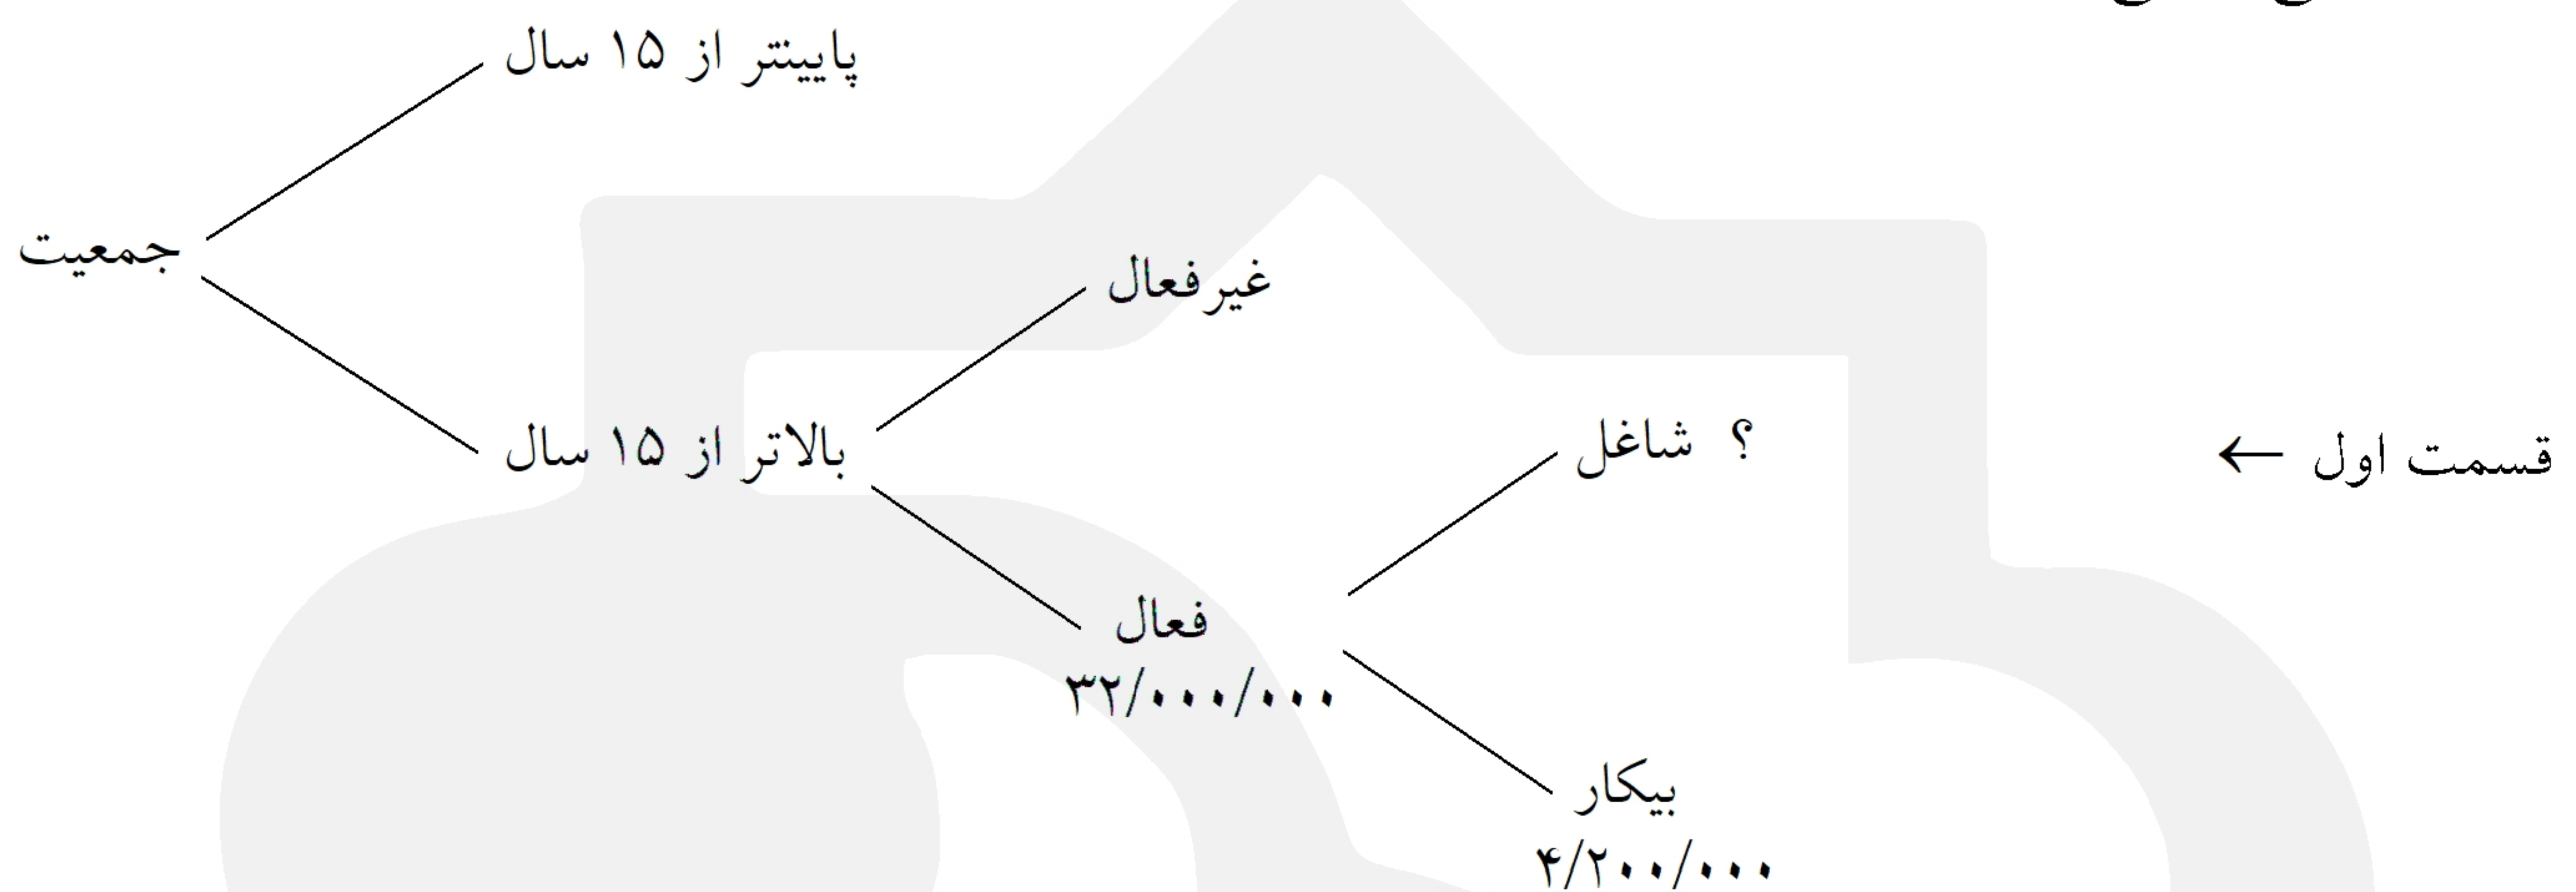 پایینتر از ۱۵ سال
جمعیت
غیرفعال
بالاتر از ۱۵ سال
؟ شاغل
قسمت اول ←
فعال
۳۲/۰۰۰/۰۰۰
بیکار
۴/۲۰۰/۰۰۰